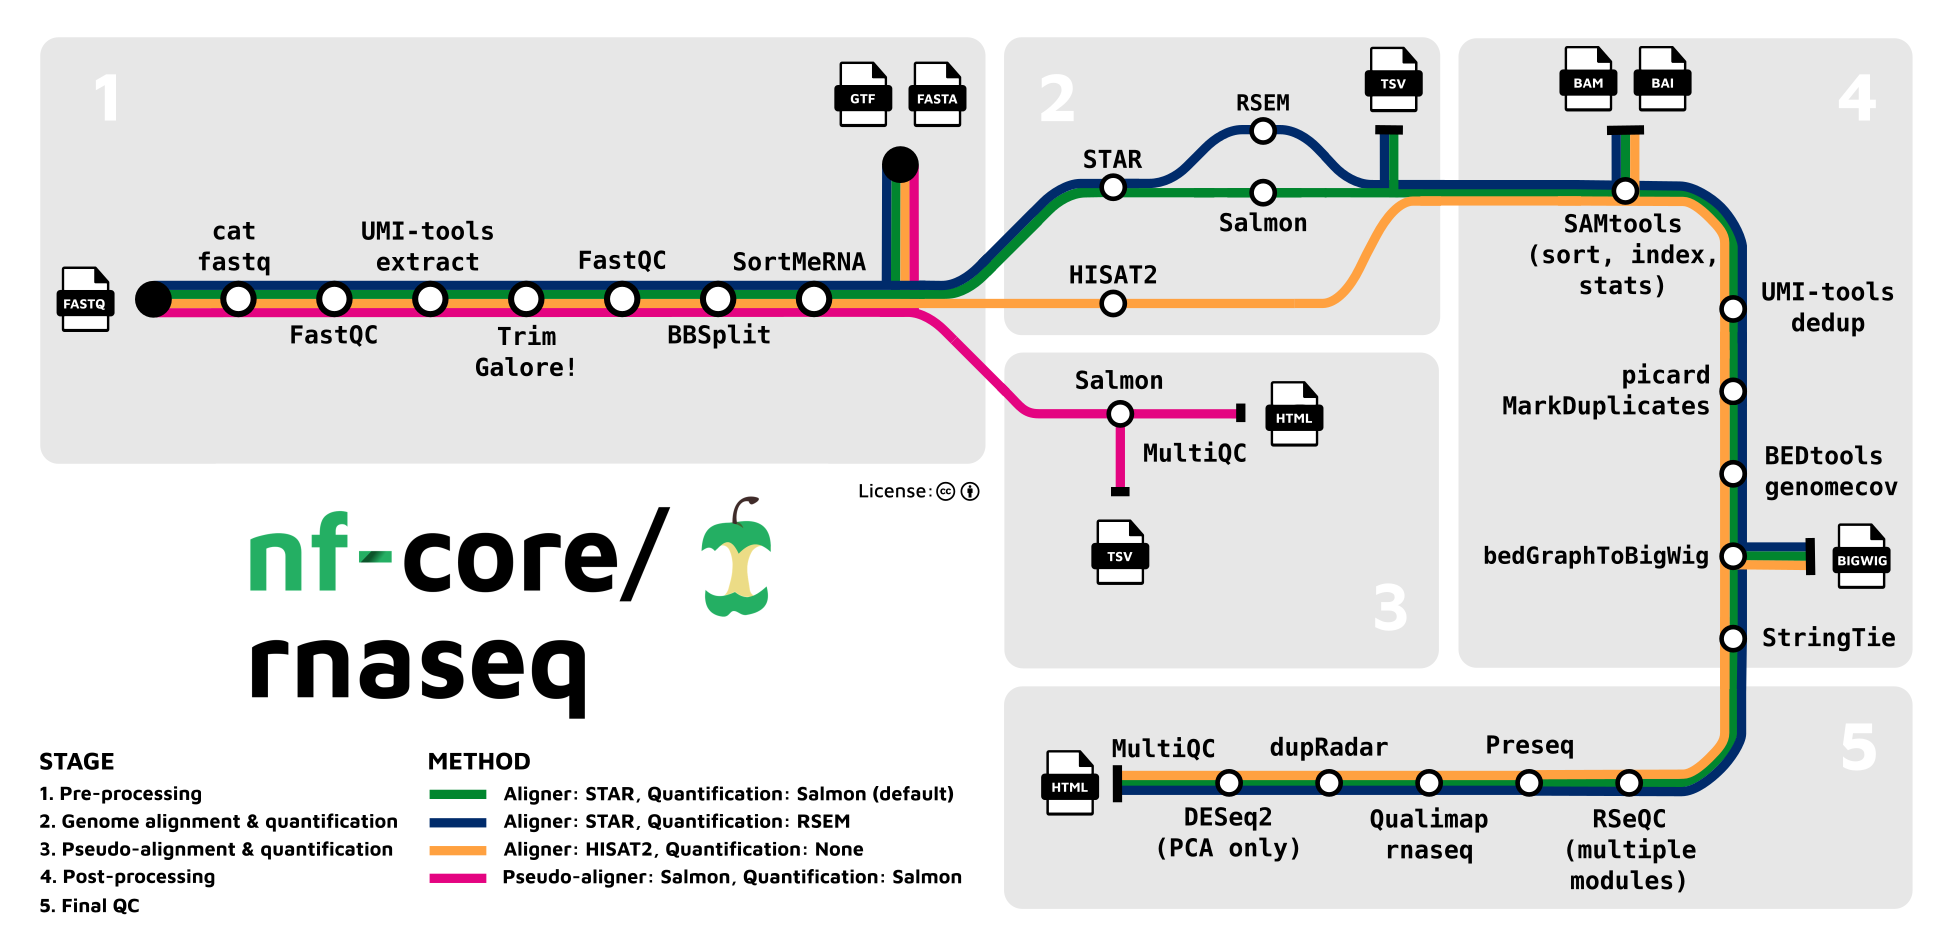 1
GTF
FASTA
cat
fastq
UMI-tools
extract
FastQC
SortMeRNA
FASTQ
FastQC
Trim
Galore!
BBSplit
2
RSEM
TSV
STAR
Salmon
HISAT2
BAM
BAI
4
SAMtools
(sort, index,
stats)
UMI-tools
dedup
picard
MarkDuplicates
BEDtools
genomecov
bedGraphToBigWig
BIGWIG
StringTie
Salmon
HTML
MultiQC
TSV
3
License:
cc
nf-core/
rnaseq
5
MultiQC
dupRadar
Preseq
HTML
DESeq2
(PCA only)
Qualimap
rnaseq
RSeQC
(multiple
modules)
STAGE
1. Pre-processing
2. Genome alignment & quantification
3. Pseudo-alignment & quantification
4. Post-processing
5. Final QC
METHOD
Aligner: STAR, Quantification: Salmon (default)
Aligner: STAR, Quantification: RSEM
Aligner: HISAT2, Quantification: None
Pseudo-aligner: Salmon, Quantification: Salmon